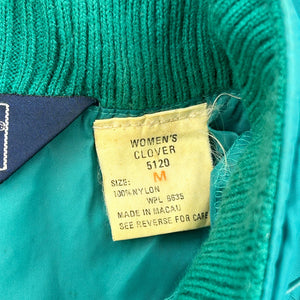 WOMEN'S
CLOVER
5120
SIZE: M
100% NYLON
WPL 6635
MADE IN MACAU
SEE REVERSE FOR CARE